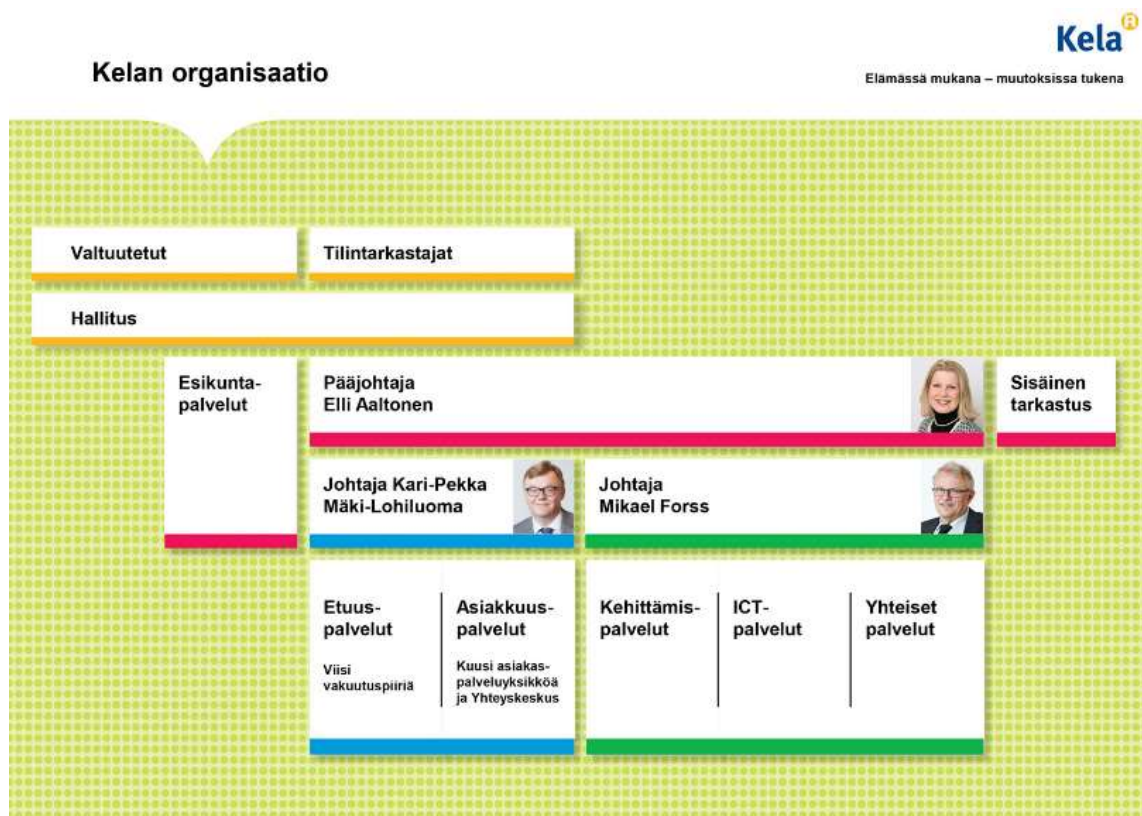 Kela
Kelan organisaatio
Elämässä mukana – muutoksissa tukena
Valtuutetut
Tilintarkastajat
Hallitus
Esikunta-
palvelut
Pääjohtaja
Elli Aaltonen
Sisäinen
tarkastus
Johtaja Kari-Pekka
Mäki-Lohiluoma
Johtaja
Mikael Forss
Etuus-
palvelut
Viisi
vakuutuspiiriä
Asiakkuus-
palvelut
Kuusi asiakas-
palveluyksikköä
ja Yhteyskeskus
Kehittämis-
palvelut
ICT-
palvelut
Yhteiset
palvelut